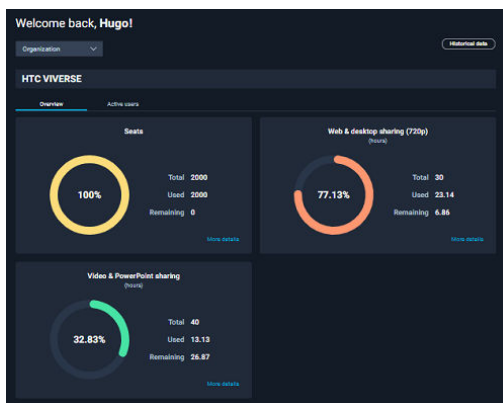 Welcome back, Hugo!
Organization
Historical data
HTC VIVERSE
Overview
Active users
Seats
100%
Total 2000
Used 2000
Remaining 0
More details
Web & desktop sharing (720p)
(hours)
77.13%
Total 30
Used 23.14
Remaining 6.86
More details
Video & PowerPoint sharing
(hours)
32.83%
Total 40
Used 13.13
Remaining 26.87
More details